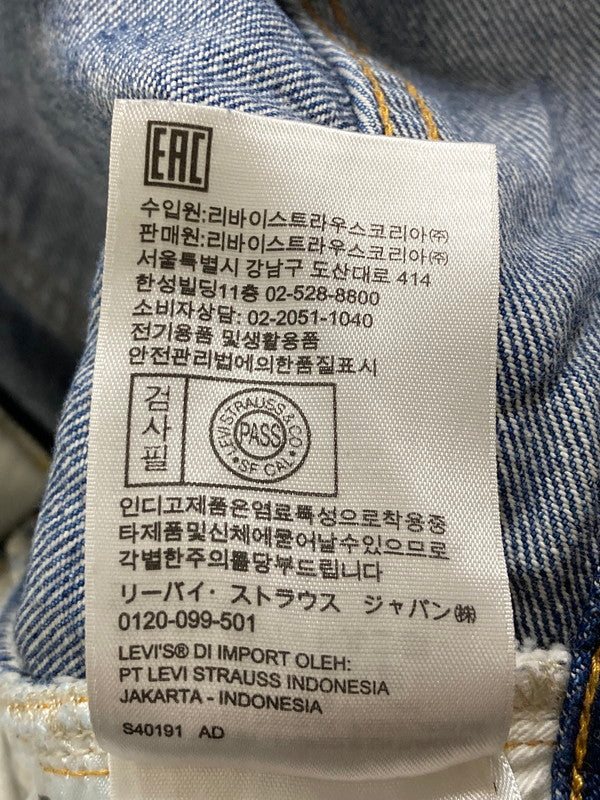 EAC
수입원:리바이스트라우스코리아㈜
판매원:리바이스트라우스코리아㈜
서울특별시 강남구 도산대로 414
한성빌딩11층 02-528-8800
소비자상담: 02-2051-1040
전기용품 및생활용품
안전관리법에의한품질표시
검사필
LEVI STRAUSS & CO
PASS
SF CAL
인디고제품은염료특성으로착용중
타제품및신체에묻어날수있으므로
각별한주의를당부드립니다
リーバイ・ストラウス ジャパン㈱
0120-099-501
LEVI'S® DI IMPORT OLEH:
PT LEVI STRAUSS INDONESIA
JAKARTA - INDONESIA
S40191 AD